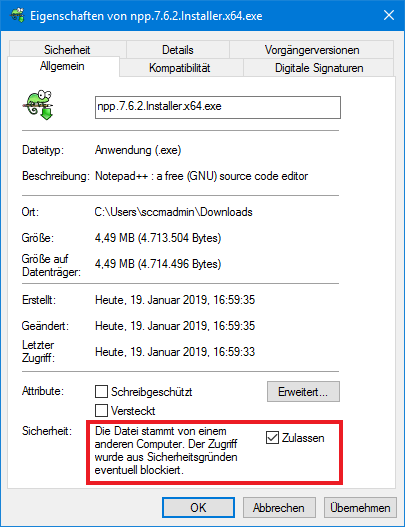 Eigenschaften von npp.7.6.2.Installer.x64.exe
Sicherheit Details Vorgängerversionen
Allgemein Kompatibilität Digitale Signaturen
npp.7.6.2.Installer.x64.exe
Dateityp: Anwendung (.exe)
Beschreibung: Notepad++ : a free (GNU) source code editor
Ort: C:\Users\sccmadmin\Downloads
Größe: 4,49 MB (4.713.504 Bytes)
Größe auf
Datenträger: 4,49 MB (4.714.496 Bytes)
Erstellt: Heute, 19. Januar 2019, 16:59:35
Geändert: Heute, 19. Januar 2019, 16:59:35
Letzter
Zugriff: Heute, 19. Januar 2019, 16:59:33
Attribute: Schreibgeschützt Erweitert...
Versteckt
Sicherheit: Die Datei stammt von einem
anderen Computer. Der Zugriff Zulassen
wurde aus Sicherheitsgründen
eventuell blockiert.
OK Abbrechen Übernehmen